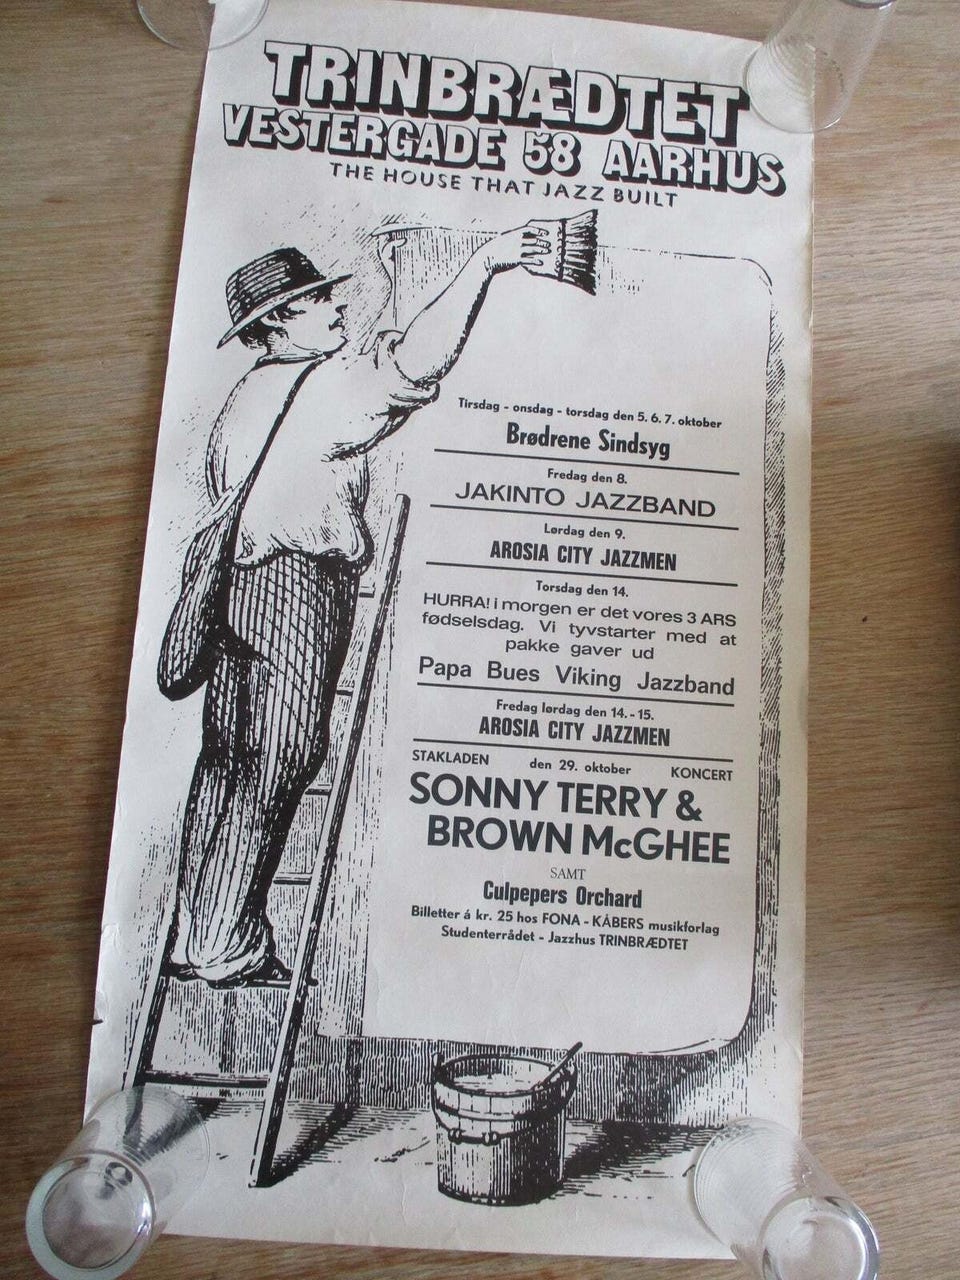 TRINBRÆDTET
VESTERGADE 58 AARHUS
THE HOUSE THAT JAZZ BUILT
Tirsdag - onsdag - torsdag den 5. 6. 7. oktober
Brødrene Sindsyg
Fredag den 8.
JAKINTO JAZZBAND
Lørdag den 9.
AROSIA CITY JAZZMEN
Torsdag den 14.
HURRA! i morgen er det vores 3 ARS
fødselsdag. Vi tyvstarter med at
pakke gaver ud
Papa Bues Viking Jazzband
Fredag lørdag den 14.-15.
AROSIA CITY JAZZMEN
STAKLADEN den 29. oktober KONCERT
SONNY TERRY &
BROWN McGHEE
SAMT
Culpepers Orchard
Billetter á kr. 25 hos FONA - KÅBERS musikforlag
Studenterrådet - Jazzhus TRINBRÆDTET